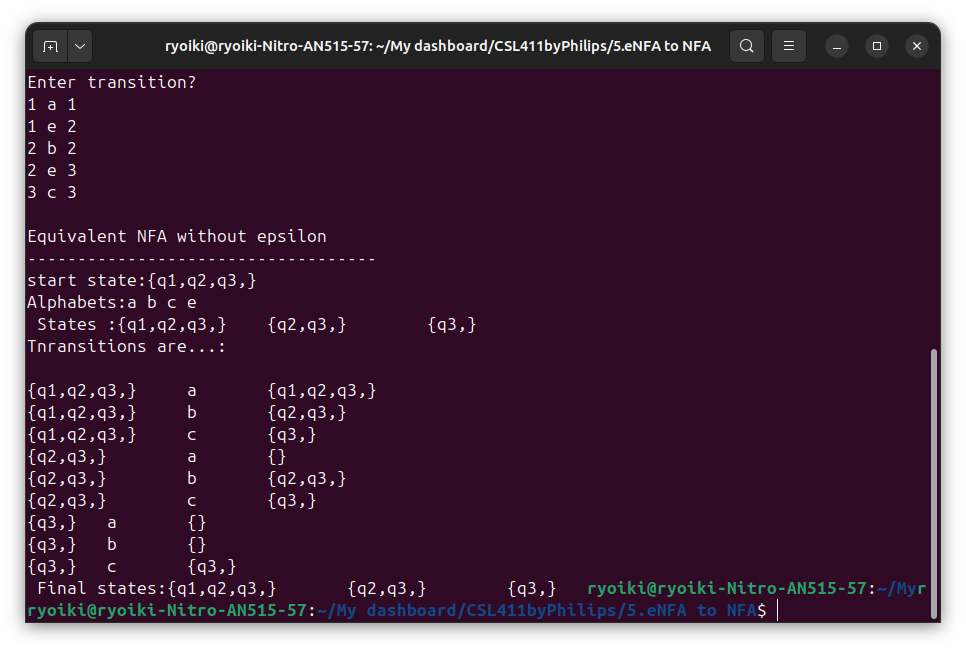 ryoiki@ryoiki-Nitro-AN515-57: ~/My dashboard/CSL411byPhilips/5.eNFA to NFA
Enter transition?
1 a 1
1 e 2
2 b 2
2 e 3
3 c 3
Equivalent NFA without epsilon
-----------------------------------
start state:{q1,q2,q3,}
Alphabets:a b c e
States :{q1,q2,q3,} {q2,q3,} {q3,}
Tnransitions are...:
{q1,q2,q3,} a {q1,q2,q3,}
{q1,q2,q3,} b {q2,q3,}
{q1,q2,q3,} c {q3,}
{q2,q3,} a {}
{q2,q3,} b {q2,q3,}
{q2,q3,} c {q3,}
{q3,} a {}
{q3,} b {}
{q3,} c {q3,}
Final states:{q1,q2,q3,} {q2,q3,} {q3,} ryoiki@ryoiki-Nitro-AN515-57:~/Myr
ryoiki@ryoiki-Nitro-AN515-57:~/My dashboard/CSL411byPhilips/5.eNFA to NFA$